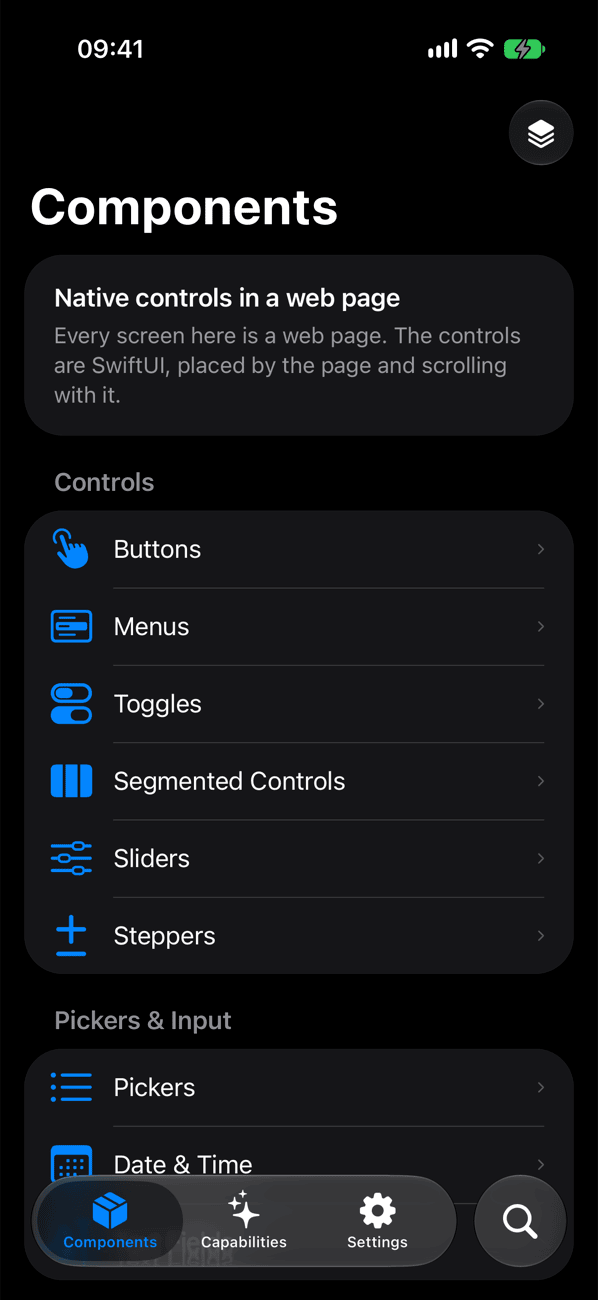 09:41
Components
Native controls in a web page
Every screen here is a web page. The controls
are SwiftUI, placed by the page and scrolling
with it.
Controls
Buttons
Menus
Toggles
Segmented Controls
Sliders
Steppers
Pickers & Input
Pickers
Date & Time
Components
Capabilities
Settings